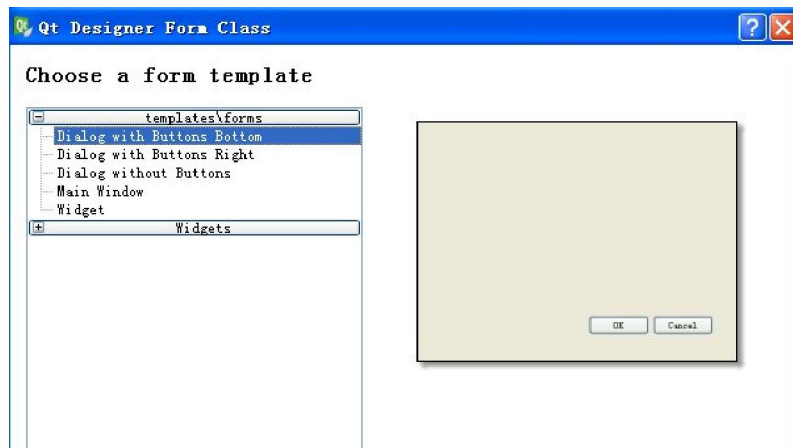 Qt Designer Form Class
Choose a form template
templates\forms
Dialog with Buttons Bottom
Dialog with Buttons Right
Dialog without Buttons
Main Window
Widget
Widgets
OK Cancel